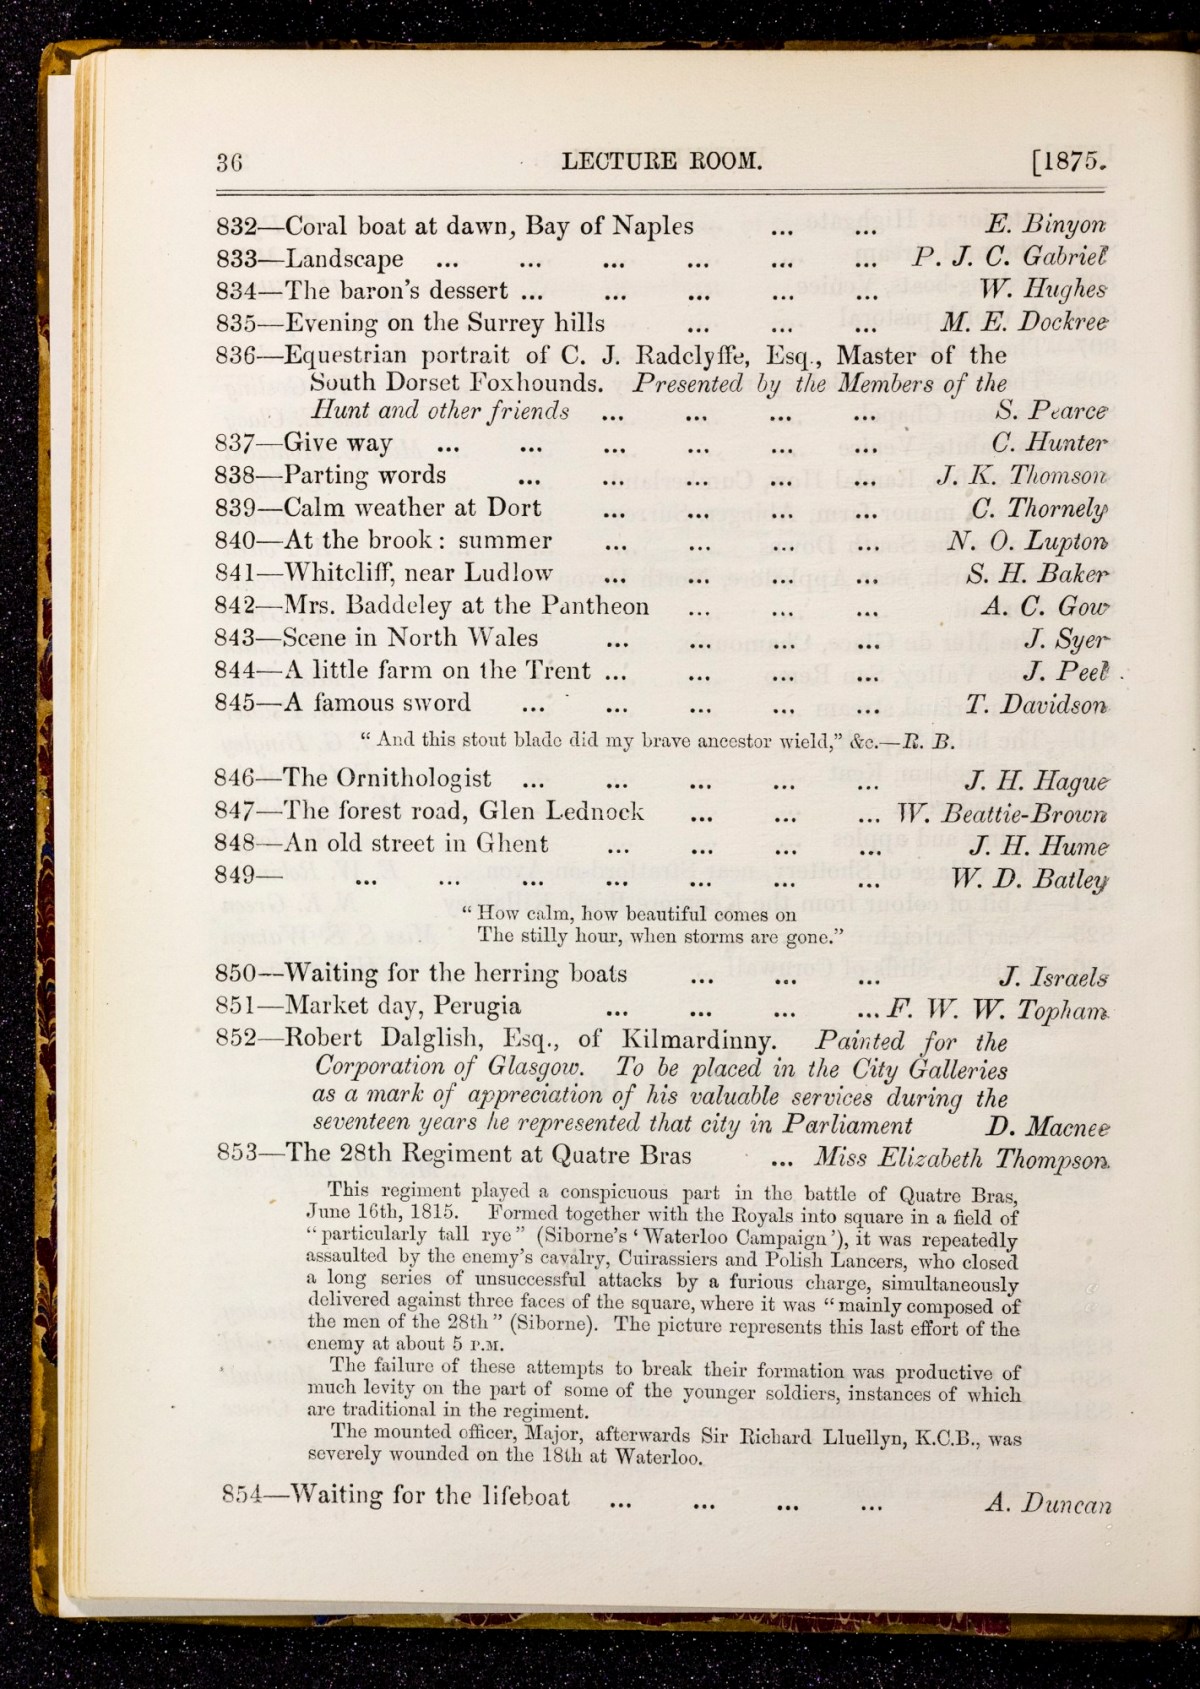 36 LECTURE ROOM. [1875.
832—Coral boat at dawn, Bay of Naples ... ... E. Binyon
833—Landscape ... ... ... ... ... ... P. J. C. Gabriel
834—The baron's dessert ... ... ... ... ... W. Hughes
835—Evening on the Surrey hills ... ... ... M. E. Dockree
836—Equestrian portrait of C. J. Radclyffe, Esq., Master of the
South Dorset Foxhounds. Presented by the Members of the
Hunt and other friends ... ... ... ... S. Pearce
837—Give way ... ... ... ... ... ... C. Hunter
838—Parting words ... ... ... ... ... J. K. Thomson
839—Calm weather at Dort ... ... ... ... C. Thornely
840—At the brook: summer ... ... ... ... N. O. Lupton
841—Whitcliff, near Ludlow ... ... ... ... S. H. Baker
842—Mrs. Baddeley at the Pantheon ... ... ... A. C. Gow
843—Scene in North Wales ... ... ... ... J. Syer
844—A little farm on the Trent ... ... ... ... J. Peel
845—A famous sword ... ... ... ... ... T. Davidson
“And this stout blade did my brave ancestor wield,” &c.—R. B.
846—The Ornithologist ... ... ... ... ... J. H. Hague
847—The forest road, Glen Lednock ... ... ... W. Beattie-Brown
848—An old street in Ghent ... ... ... ... J. H. Hume
849— ... ... ... ... ... ... ... W. D. Batley
“How calm, how beautiful comes on
The stilly hour, when storms are gone.”
850—Waiting for the herring boats ... ... ... J. Israels
851—Market day, Perugia ... ... ... ... F. W. W. Topham
852—Robert Dalglish, Esq., of Kilmardinny. Painted for the
Corporation of Glasgow. To be placed in the City Galleries
as a mark of appreciation of his valuable services during the
seventeen years he represented that city in Parliament D. Macnee
853—The 28th Regiment at Quatre Bras ... Miss Elizabeth Thompson
This regiment played a conspicuous part in the battle of Quatre Bras,
June 16th, 1815. Formed together with the Royals into square in a field of
“particularly tall rye” (Siborne's ‘Waterloo Campaign’), it was repeatedly
assaulted by the enemy's cavalry, Cuirassiers and Polish Lancers, who closed
a long series of unsuccessful attacks by a furious charge, simultaneously
delivered against three faces of the square, where it was “mainly composed of
the men of the 28th” (Siborne). The picture represents this last effort of the
enemy at about 5 P.M.
The failure of these attempts to break their formation was productive of
much levity on the part of some of the younger soldiers, instances of which
are traditional in the regiment.
The mounted officer, Major, afterwards Sir Richard Lluellyn, K.C.B., was
severely wounded on the 18th at Waterloo.
854—Waiting for the lifeboat ... ... ... ... A. Duncan